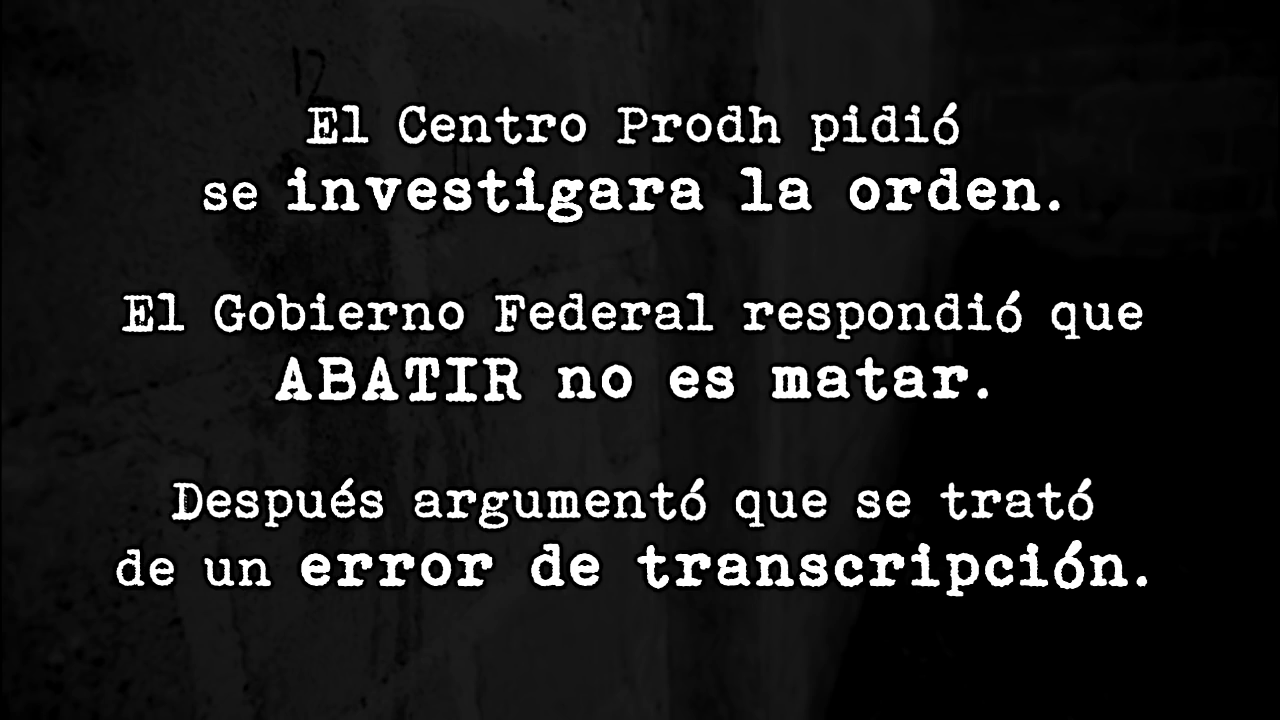 El Centro Prodh pidió
se investigara la orden.
El Gobierno Federal respondió que
ABATIR no es matar.
Después argumentó que se trató
de un error de transcripción.